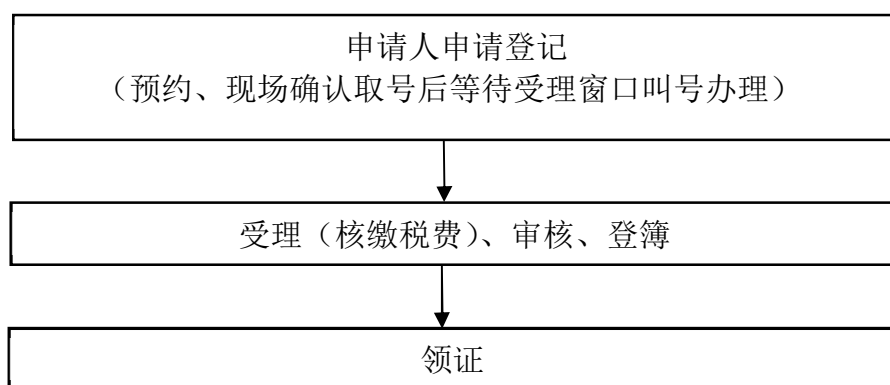 申请人申请登记
（预约、现场确认取号后等待受理窗口叫号办理）
受理（核缴税费）、审核、登簿
领证